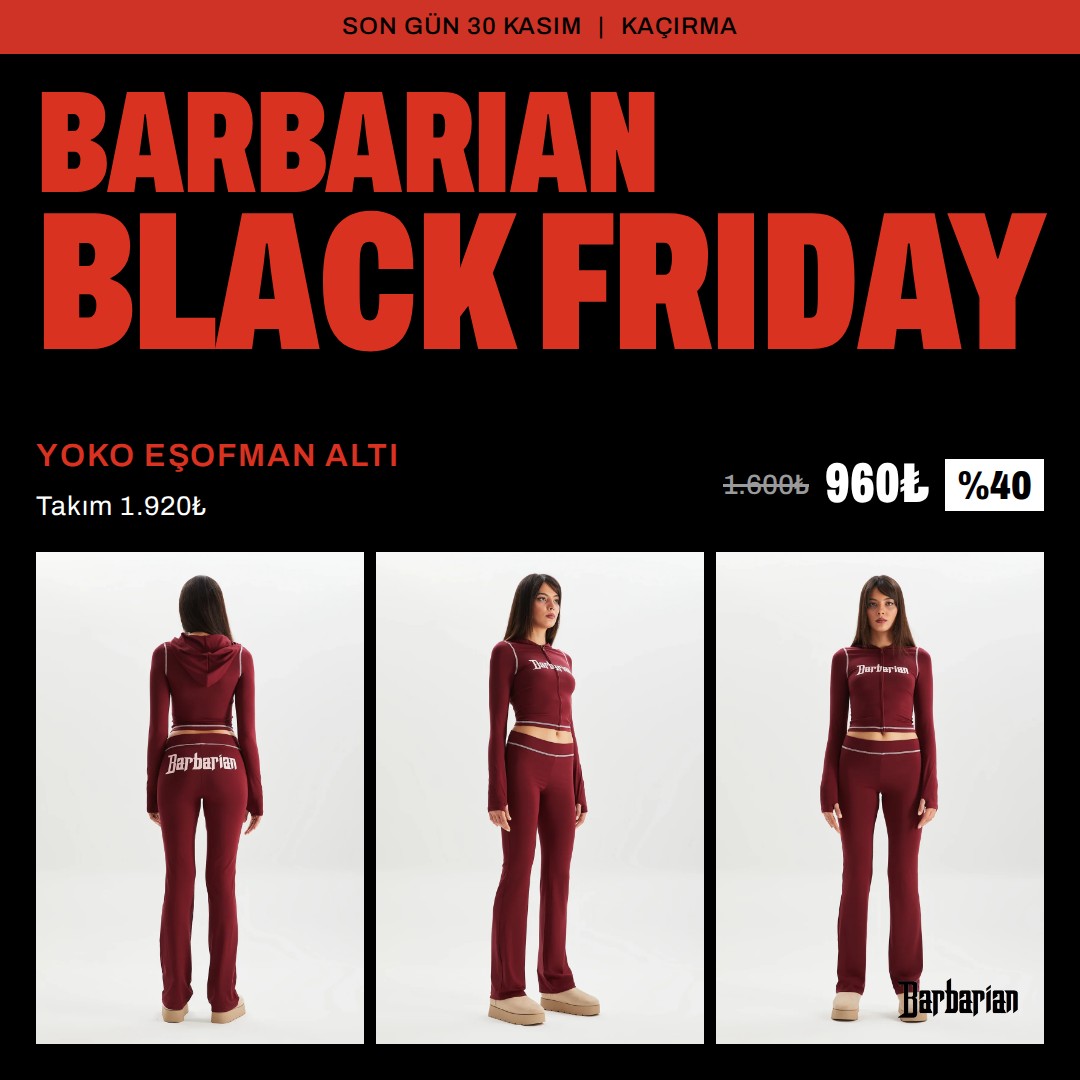 SON GÜN 30 KASIM | KAÇIRMA
BARBARIAN
BLACK FRIDAY
YOKO EŞOFMAN ALTI
Takım 1.920₺
1.600₺ 960₺ %40
Barbarian
Barbarian
Barbarian
Barbarian